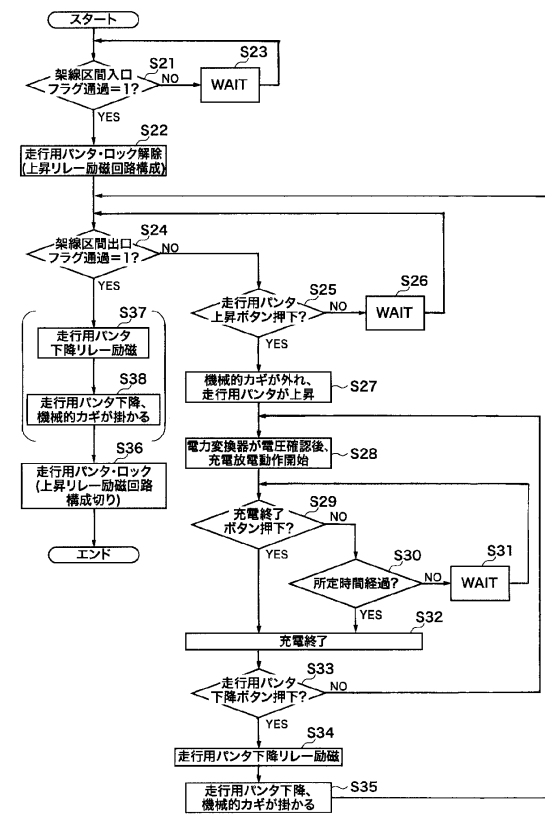 スタート
架線区間入口
フラグ通過=1?
S21
NO
S23
WAIT
YES
S22
走行用パンタ・ロック解除
(上昇リレー励磁回路構成)
架線区間出口
フラグ通過=1?
S24
NO
YES
S25
走行用パンタ
上昇ボタン押下?
NO
S26
WAIT
YES
S37
走行用パンタ
下降リレー励磁
S38
走行用パンタ下降、
機械的カギが掛かる
S36
走行用パンタ・ロック
(上昇リレー励磁回路
構成切り)
エンド
機械的カギが外れ、
走行用パンタが上昇
S27
電力変換器が電圧確認後、
充電放電動作開始
S28
充電終了
ボタン押下?
S29
NO
YES
S30
所定時間経過?
NO
S31
WAIT
YES
S32
充電終了
S33
走行用パンタ
下降ボタン押下?
NO
YES
S34
走行用パンタ下降リレー励磁
走行用パンタ下降、
機械的カギが掛かる
S35